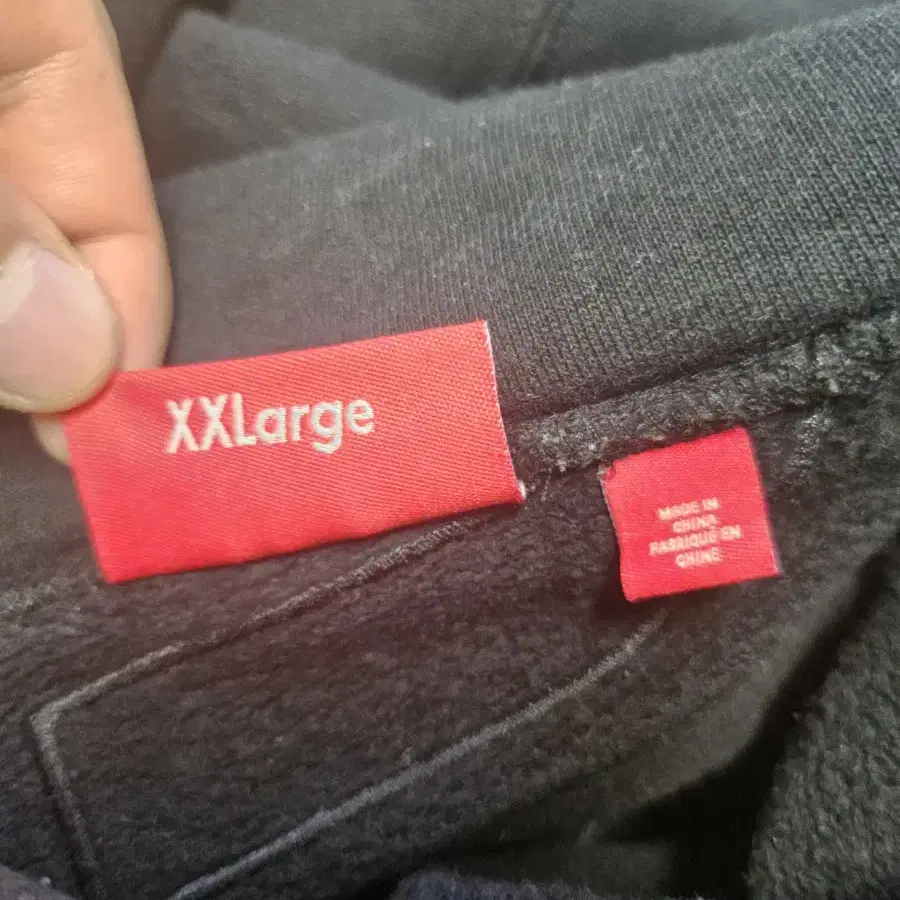 XXLarge
MADE IN
CHINA
FABRIQUÉ EN
CHINE